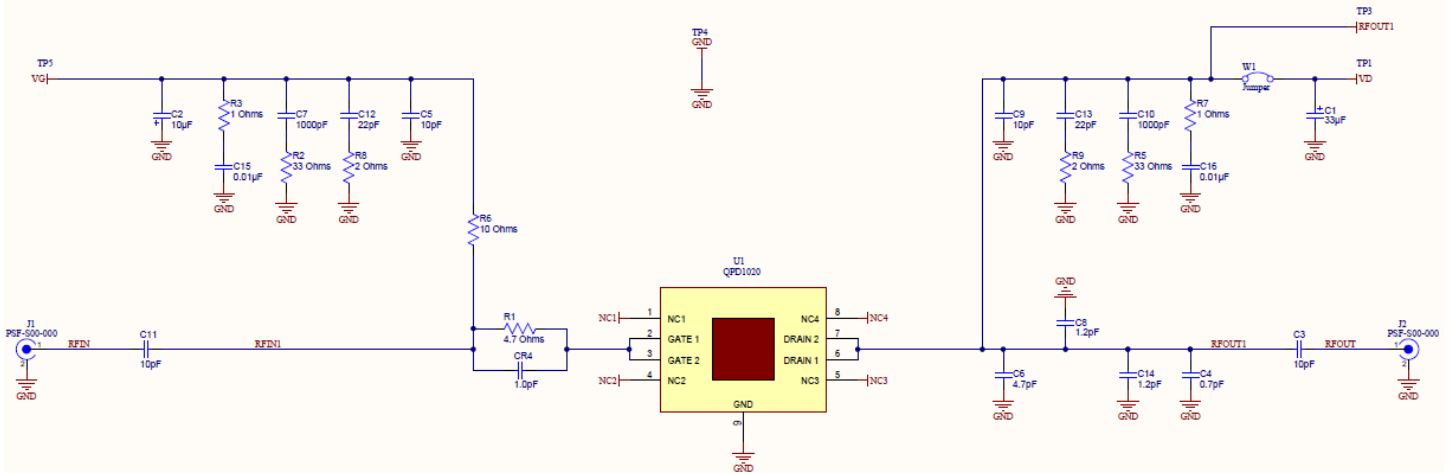 TP3
RFOUT1
TP4
GND
GND
TP5
VG
W1
Jumper
TP1
VD
C2
10µF
GND
R3
1 Ohms
C15
0.01µF
GND
C7
1000pF
R2
33 Ohms
GND
C12
22pF
R8
2 Ohms
GND
C5
10pF
GND
C9
10pF
GND
C13
22pF
R9
2 Ohms
GND
C10
1000pF
R5
33 Ohms
GND
R7
1 Ohms
C16
0.01µF
GND
C1
33µF
GND
R6
10 Ohms
U1
QPD1020
NC1
1
NC1
2
GATE 1
3
GATE 2
NC2
4
NC2
NC4
8
NC4
DRAIN 2
7
DRAIN 1
6
NC3
5
NC3
GND
9
GND
J1
PSF-S00-000
1
2
GND
RFIN
C11
10pF
RFIN1
R1
4.7 Ohms
CR4
1.0pF
GND
C8
1.2pF
C6
4.7pF
GND
C14
1.2pF
GND
C4
0.7pF
GND
RFOUT1
C3
10pF
RFOUT
J2
PSF-S00-000
1
2
GND